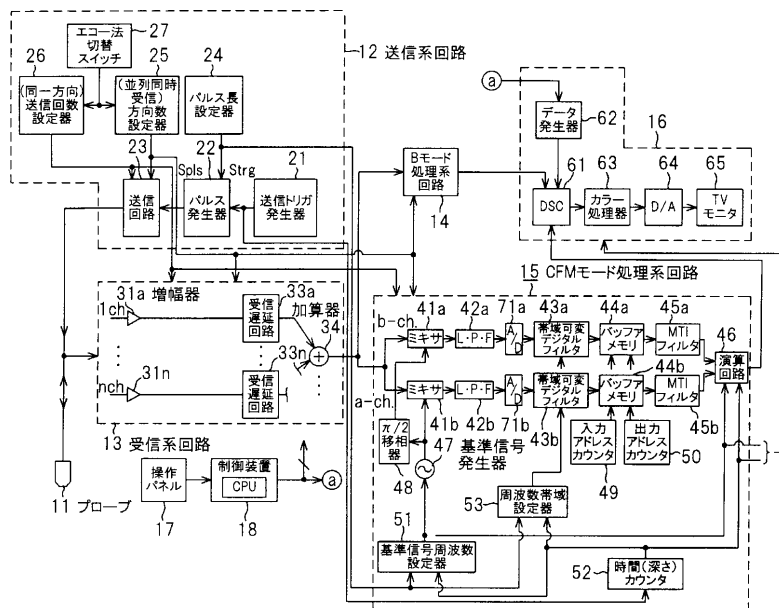 エコー法
切替
スイッチ
27
26
25
24
12 送信系回路
(同一方向)
送信回数
設定器
(並列同時
受信)
方向数
設定器
パルス長
設定器
23
Spls
22
Strg
21
送信
回路
パルス
発生器
送信トリガ
発生器
Bモード
処理系
回路
14
a
データ
発生器
62
16
61
63
64
65
DSC
カラー
処理器
D/A
TV
モニタ
31a
増幅器
1ch
33a
受信
遅延
回路
加算器
34
31n
nch
33n
受信
遅延
回路
13 受信系回路
11 プローブ
操作
パネル
17
制御装置
CPU
18
a
15 CFMモード処理系回路
b-ch.
41a
42a
71a
43a
44a
45a
46
ミキサ
L・P・F
A/D
帯域可変
デジタル
フィルタ
バッファ
メモリ
MTI
フィルタ
演算
回路
a-ch.
ミキサ
L・P・F
A/D
帯域可変
デジタル
フィルタ
44b
バッファ
メモリ
MTI
フィルタ
41b
42b
71b
43b
45b
π/2
移相
器
48
47
基準信号
発生器
入力
アドレス
カウンタ
49
出力
アドレス
カウンタ
50
53
周波数帯域
設定器
51
基準信号周波数
設定器
52
時間(深さ)
カウンタ